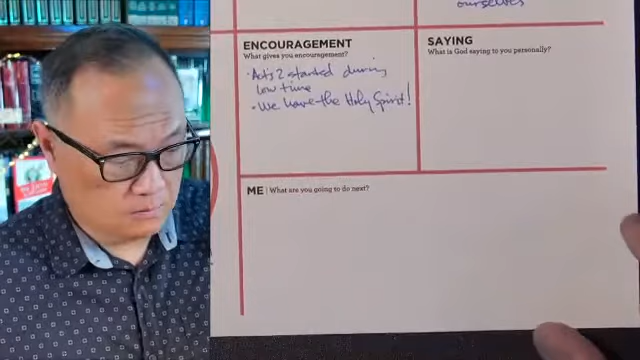 ourselves
ENCOURAGEMENT
What gives you encouragement?
· Acts 2 started during
low time
· We have the Holy Spirit!
SAYING
What is God saying to you personally?
ME | What are you going to do next?